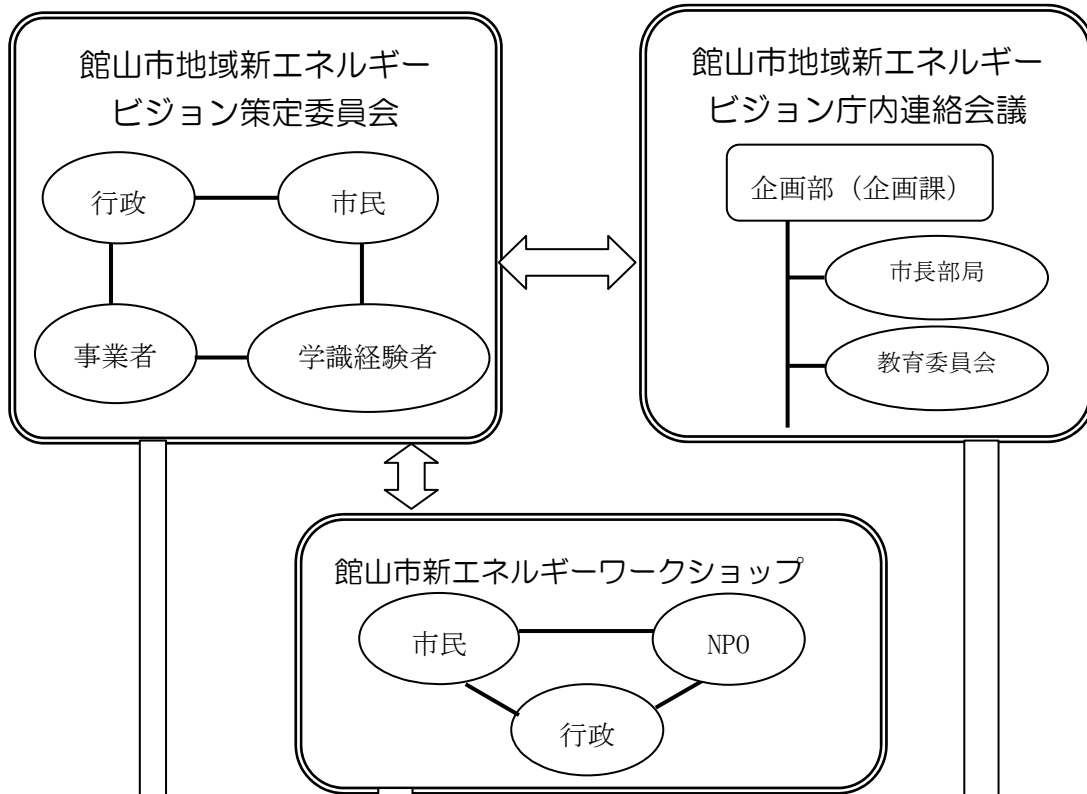 館山市地域新エネルギー
ビジョン策定委員会
行政
市民
事業者
学識経験者
館山市地域新エネルギー
ビジョン庁内連絡会議
企画部（企画課）
市長部局
教育委員会
館山市新エネルギーワークショップ
市民
NPO
行政